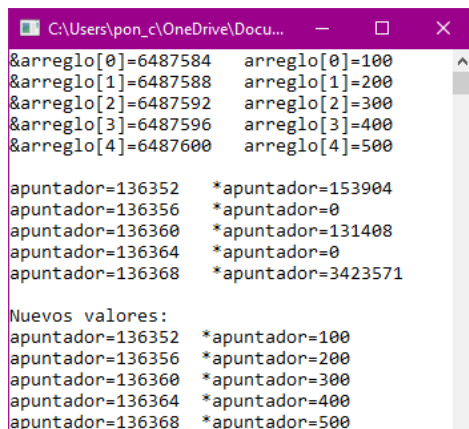 C:\Users\pon_c\OneDrive\Docu...
&arreglo[0]=6487584   arreglo[0]=100
&arreglo[1]=6487588   arreglo[1]=200
&arreglo[2]=6487592   arreglo[2]=300
&arreglo[3]=6487596   arreglo[3]=400
&arreglo[4]=6487600   arreglo[4]=500
apuntador=136352   *apuntador=153904
apuntador=136356   *apuntador=0
apuntador=136360   *apuntador=131408
apuntador=136364   *apuntador=0
apuntador=136368   *apuntador=3423571
Nuevos valores:
apuntador=136352  *apuntador=100
apuntador=136356  *apuntador=200
apuntador=136360  *apuntador=300
apuntador=136364  *apuntador=400
apuntador=136368  *apuntador=500